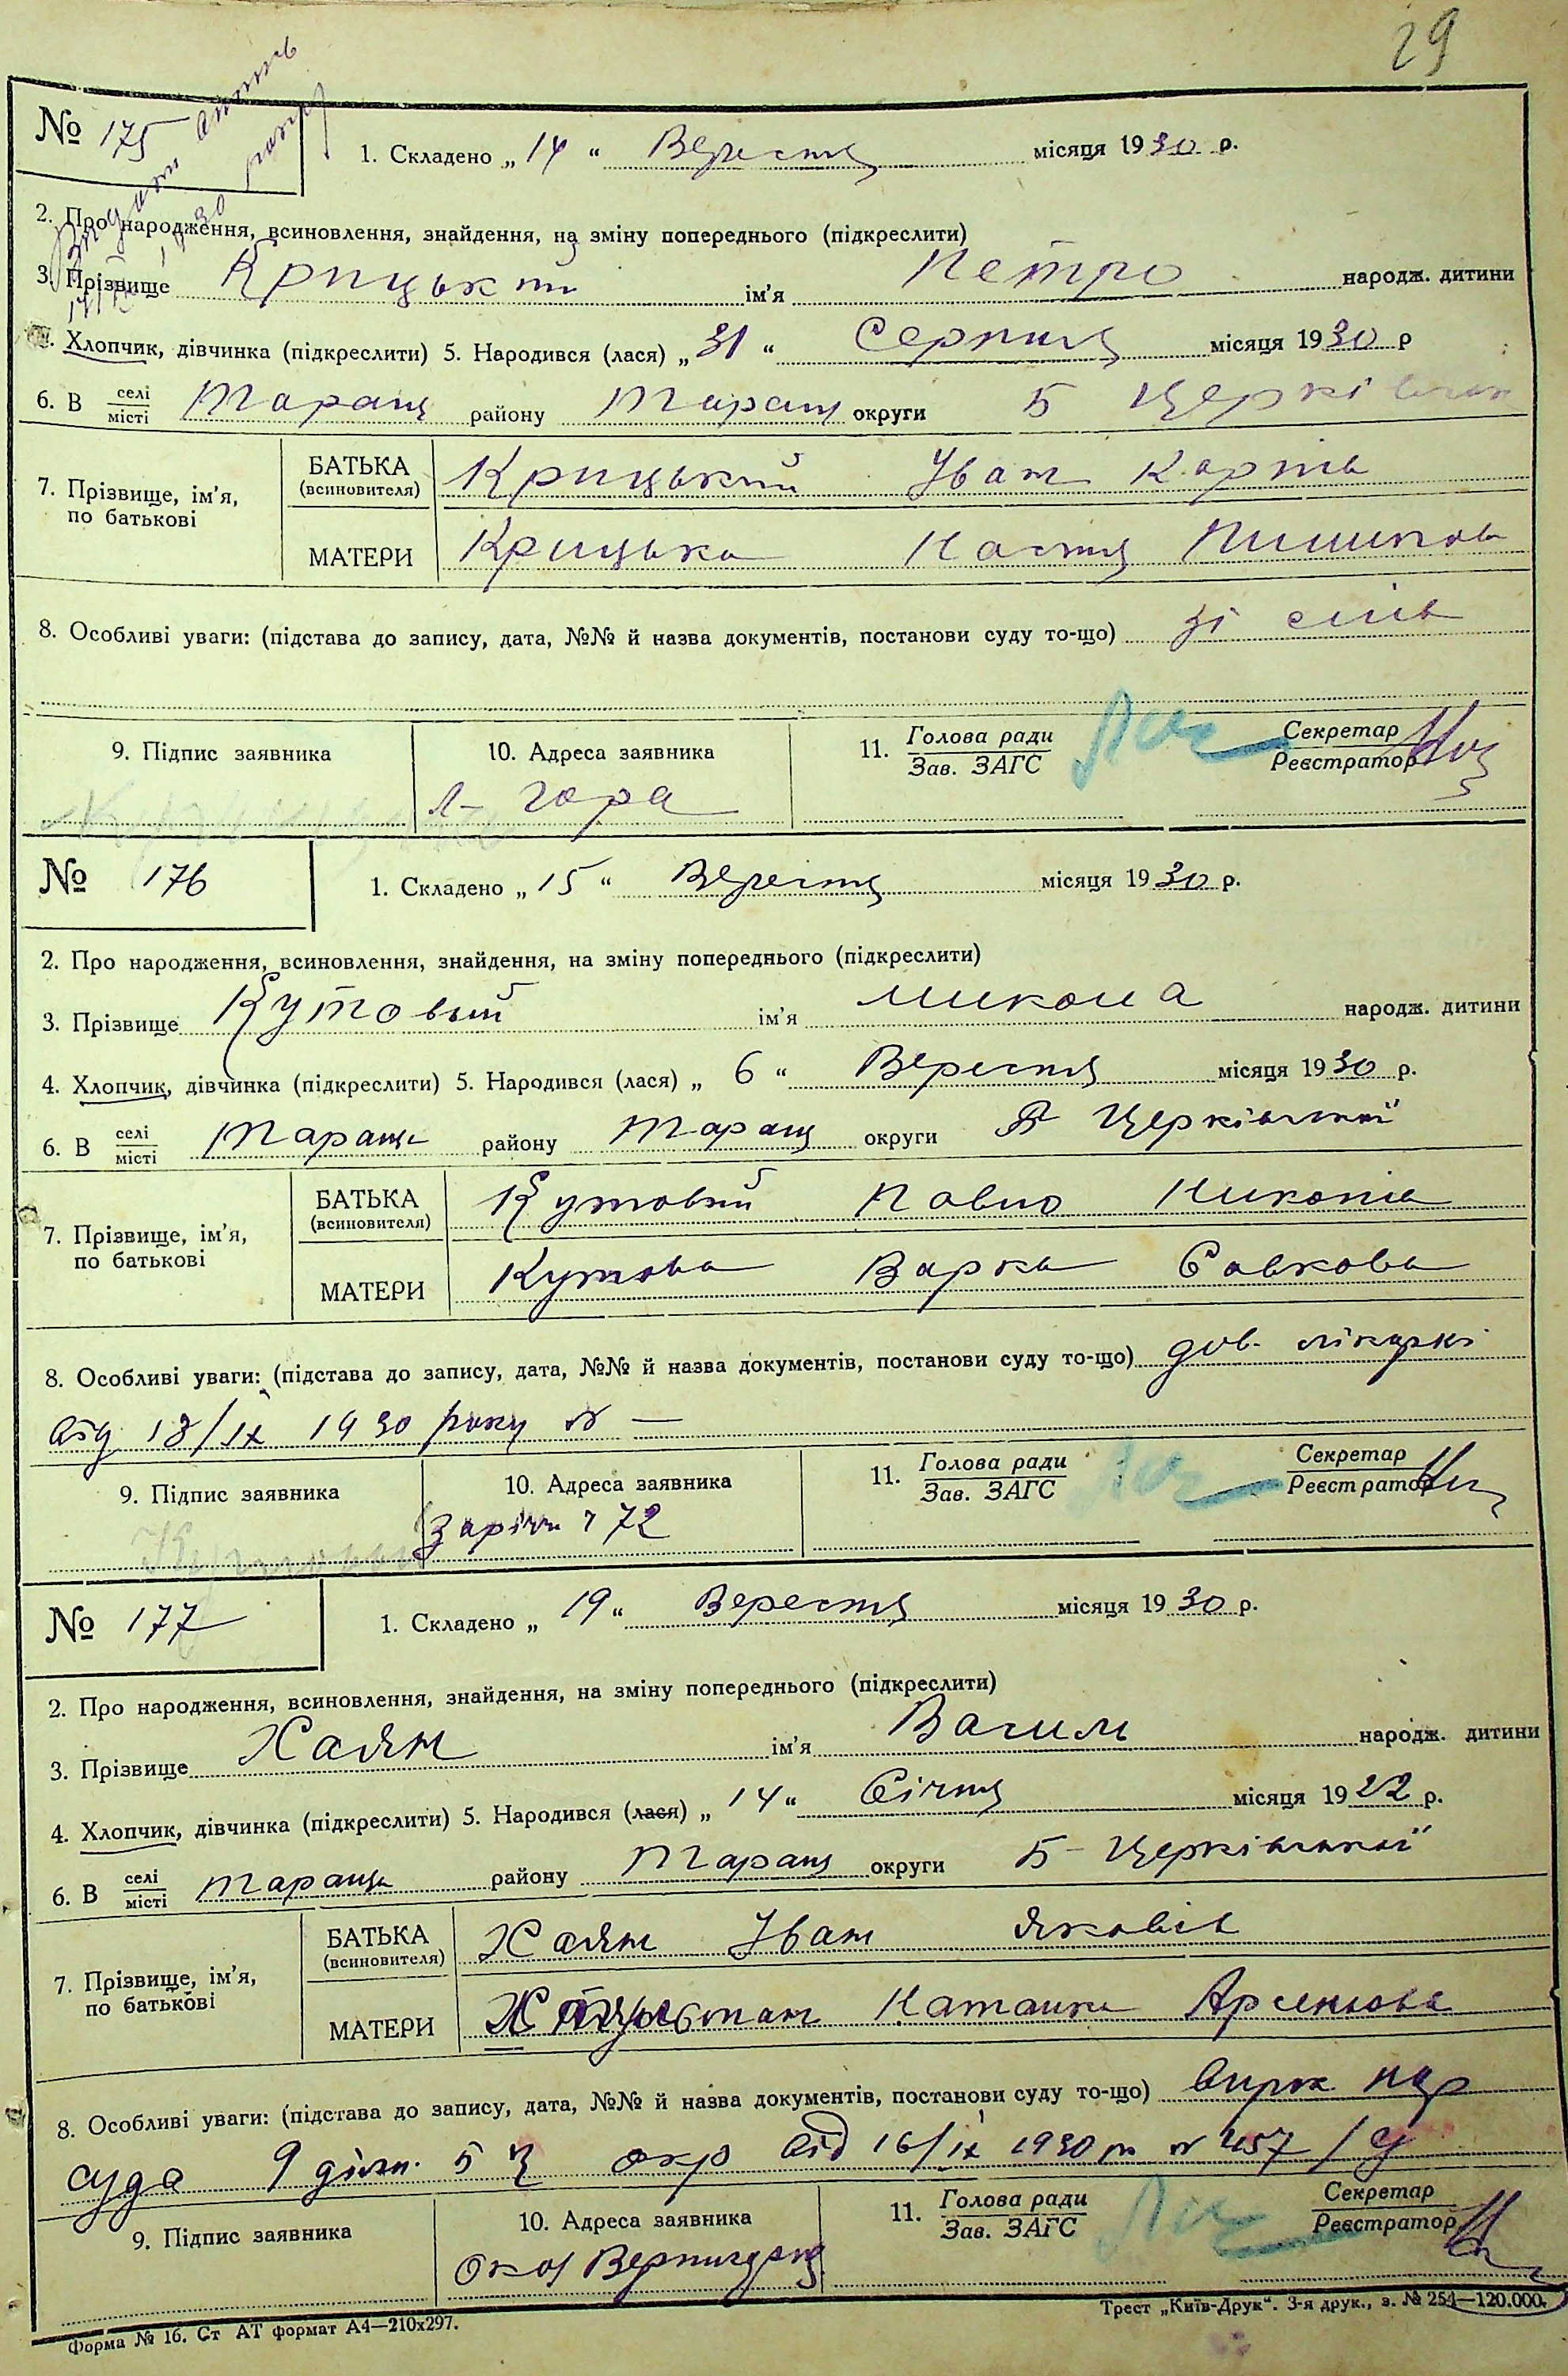 29
№ 175
1. Складено „ 14 “ Вересня місяця 1930 р.
2. Про народження, всиновлення, знайдення, на зміну попереднього (підкреслити)
3. Прізвище Крицький ім’я Петро народж. дитини
4. Хлопчик, дівчинка (підкреслити) 5. Народився (лася) „ 31 “ Серпня місяця 1930 р
6. В селі/місті Тараща району Таращ округи Б Церківськ
7. Прізвище, ім’я, по батькові
БАТЬКА (всиновителя) Крицький Іван Карпів
МАТЕРИ Крицька Настя
8. Особливі уваги: (підстава до запису, дата, №№ й назва документів, постанови суду то-що) зі слів
9. Підпис заявника
10. Адреса заявника
Л- гора
11. Голова ради/Зав. ЗАГС
Секретар/Реєстратор
№ 176
1. Складено „ 15 “ Вересня місяця 1930 р.
2. Про народження, всиновлення, знайдення, на зміну попереднього (підкреслити)
3. Прізвище Кутовый ім’я Микола народж. дитини
4. Хлопчик, дівчинка (підкреслити) 5. Народився (лася) „ 6 “ Вересня місяця 1930 р.
6. В селі/місті Тараща району Таращ округи Б Церківської
7. Прізвище, ім’я, по батькові
БАТЬКА (всиновителя) Кутовий Павло Никопів
МАТЕРИ Кутова Варка Савкова
8. Особливі уваги: (підстава до запису, дата, №№ й назва документів, постанови суду то-що) дов. лікаркі
від 13/IX 1930 року № —
9. Підпис заявника
10. Адреса заявника
Заріч ч 72
11. Голова ради/Зав. ЗАГС
Секретар/Реєстратор
№ 177
1. Складено „ 19 “ Вересня місяця 1930 р.
2. Про народження, всиновлення, знайдення, на зміну попереднього (підкреслити)
3. Прізвище Хаян ім’я Василь народж. дитини
4. Хлопчик, дівчинка (підкреслити) 5. Народився (лася) „ 14 “ Січня місяця 1922 р.
6. В селі/місті Тараща району Таращ округи Б- Церківської
7. Прізвище, ім’я, по батькові
БАТЬКА (всиновителя) Хаян Іван Яковів
МАТЕРИ Наталка Арсенова
8. Особливі уваги: (підстава до запису, дата, №№ й назва документів, постанови суду то-що) Вирок нар
суда 9 дільн. Б Ц окр від 16/IX 1930 р № 457/
9. Підпис заявника
10. Адреса заявника
11. Голова ради/Зав. ЗАГС
Секретар/Реєстратор
Форма № 16. Ст АТ формат А4—210х297.
Трест „Київ-Друк“. 3-я друк., з. № 254—120.000.